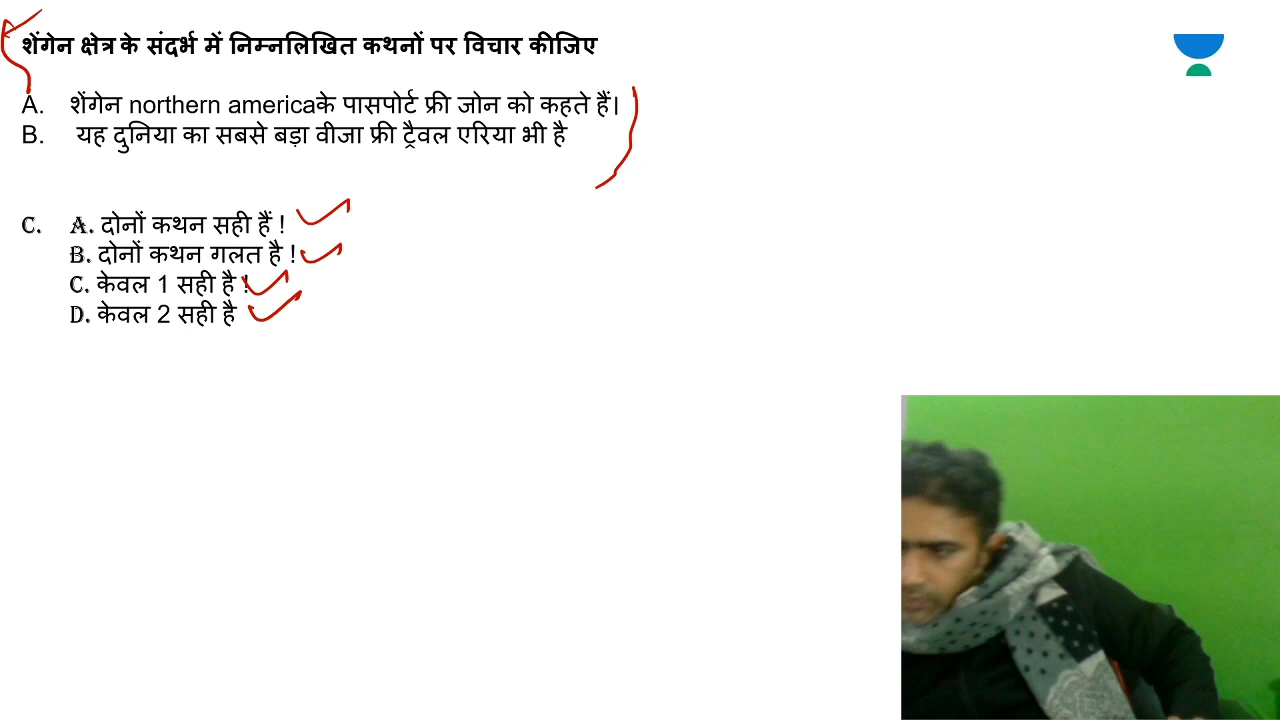 शेंगेन क्षेत्र के संदर्भ में निम्नलिखित कथनों पर विचार कीजिए
A. शेंगेन northern americaके पासपोर्ट फ्री जोन को कहते हैं।
B. यह दुनिया का सबसे बड़ा वीजा फ्री ट्रैवल एरिया भी है
C. A. दोनों कथन सही हैं !
B. दोनों कथन गलत है !
C. केवल 1 सही है !
D. केवल 2 सही है